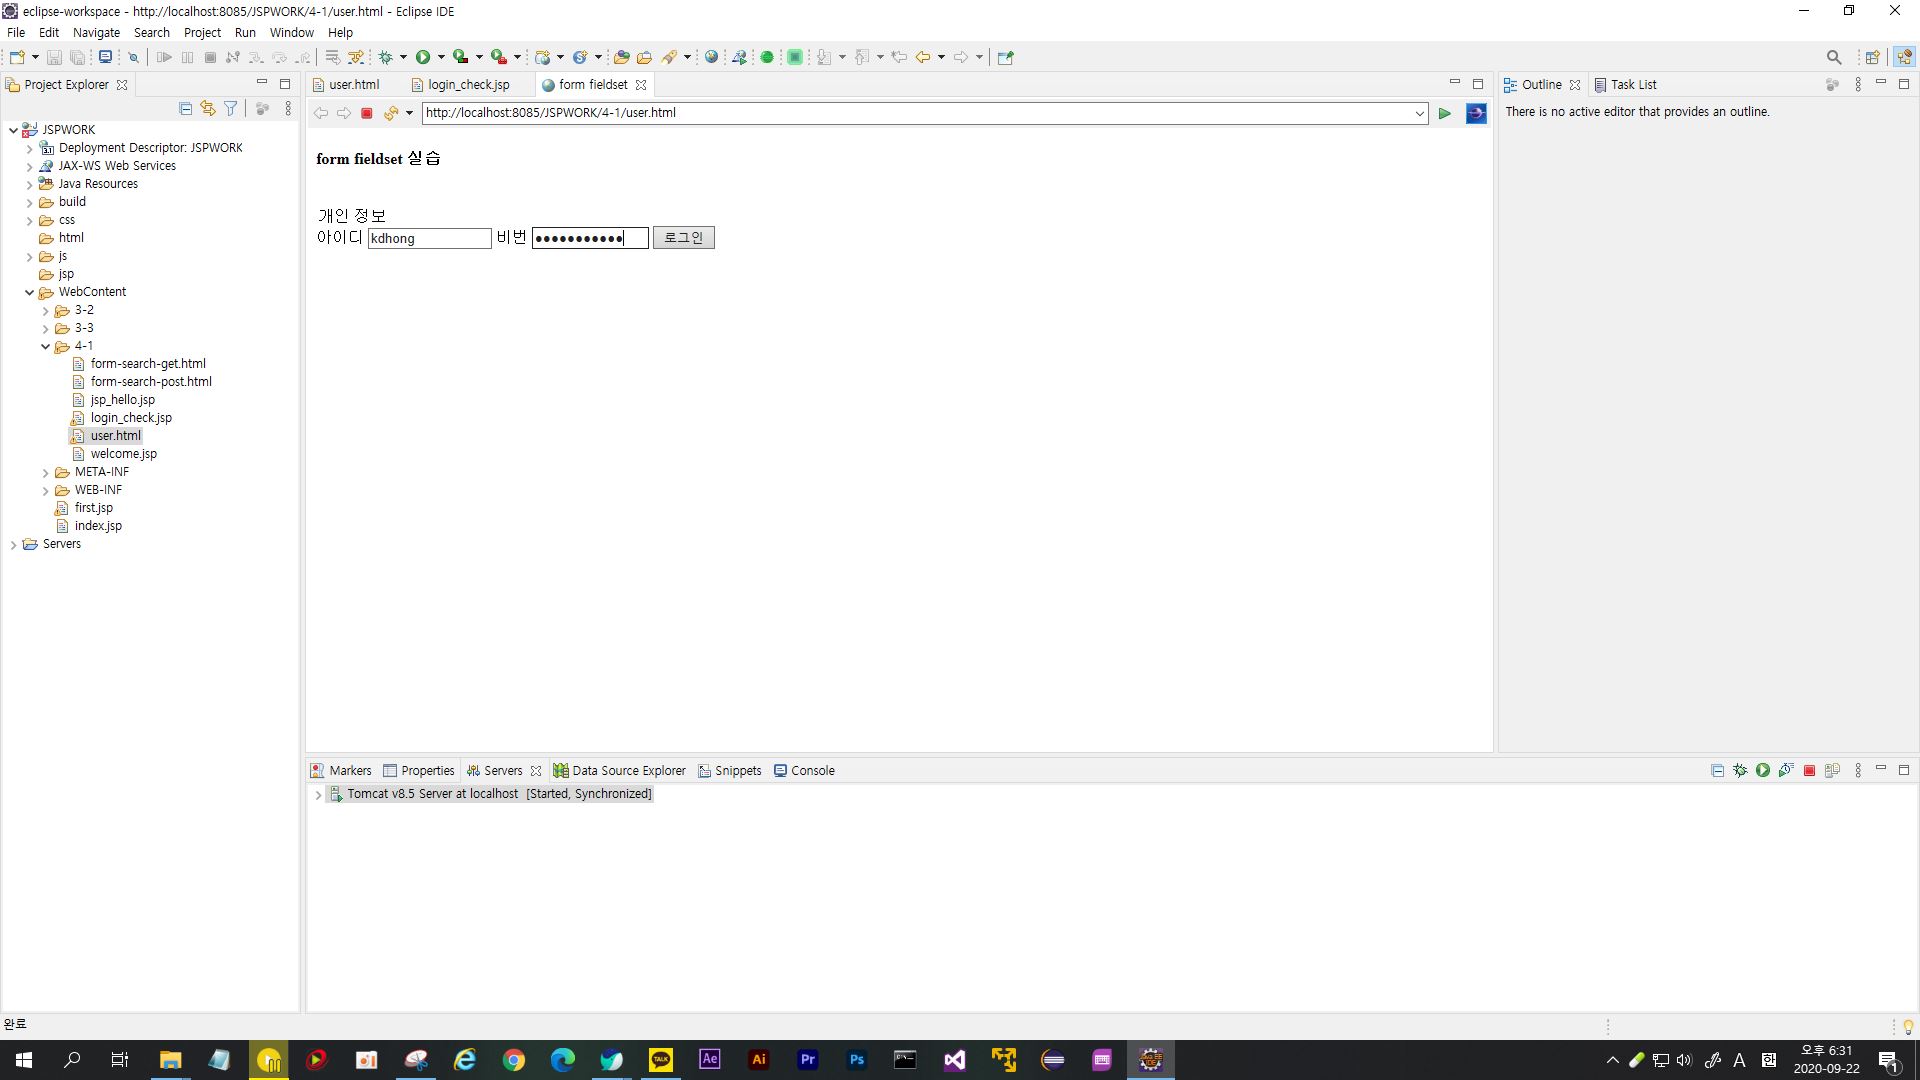 eclipse-workspace - http://localhost:8085/JSPWORK/4-1/user.html - Eclipse IDE
File Edit Navigate Search Project Run Window Help
Project Explorer
JSPWORK
Deployment Descriptor: JSPWORK
JAX-WS Web Services
Java Resources
build
css
html
js
jsp
WebContent
3-2
3-3
4-1
form-search-get.html
form-search-post.html
jsp_hello.jsp
login_check.jsp
user.html
welcome.jsp
META-INF
WEB-INF
first.jsp
index.jsp
Servers
user.html login_check.jsp form fieldset
http://localhost:8085/JSPWORK/4-1/user.html
form fieldset 실습
개인 정보
아이디 kdhong 비번 ●●●●●●●●●●● 로그인
Outline Task List
There is no active editor that provides an outline.
Markers Properties Servers Data Source Explorer Snippets Console
Tomcat v8.5 Server at localhost [Started, Synchronized]
완료
TALK Ae Ai Pr Ps
A 한 오후 6:31
2020-09-22
1